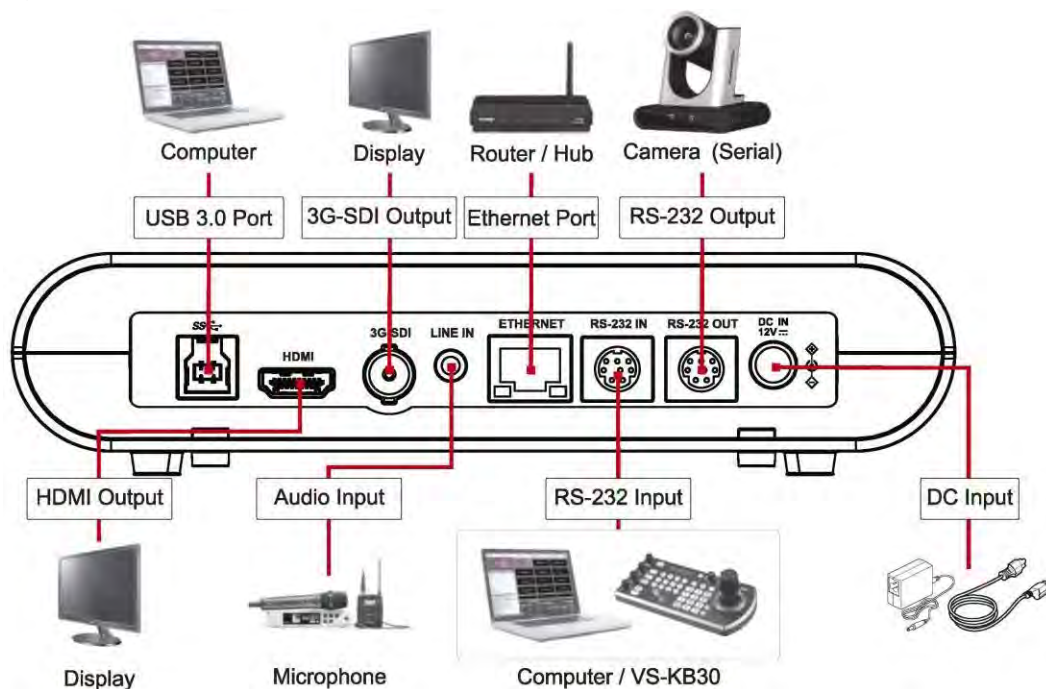 Computer
Display
Router / Hub
Camera (Serial)
USB 3.0 Port
3G-SDI Output
Ethernet Port
RS-232 Output
SS
HDMI
3G-SDI
LINE IN
ETHERNET
RS-232 IN
RS-232 OUT
DC IN
12V
HDMI Output
Audio Input
RS-232 Input
DC Input
Display
Microphone
Computer / VS-KB30